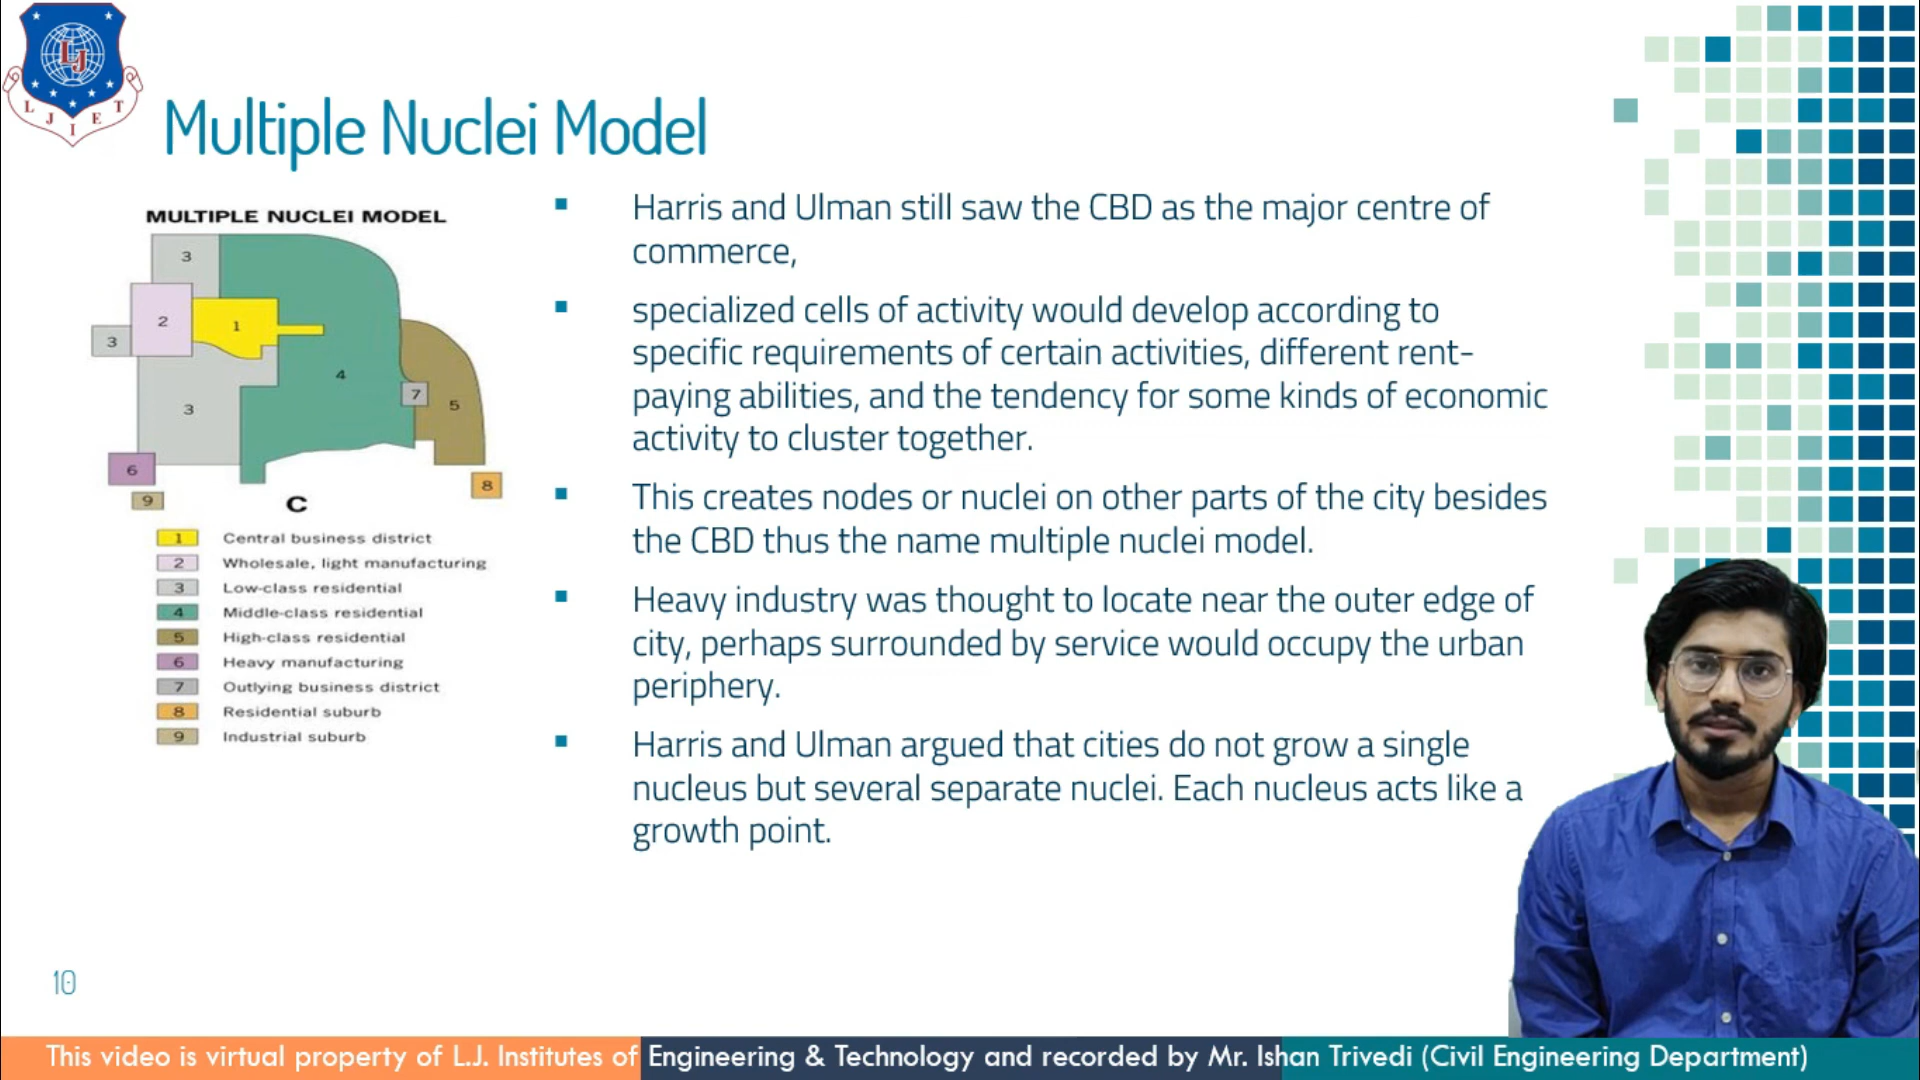 L J I E T
LJ
Multiple Nuclei Model
MULTIPLE NUCLEI MODEL
3
2
1
3
4
7
5
3
6
9
8
C
1 Central business district
2 Wholesale, light manufacturing
3 Low-class residential
4 Middle-class residential
5 High-class residential
6 Heavy manufacturing
7 Outlying business district
8 Residential suburb
9 Industrial suburb
▪ Harris and Ulman still saw the CBD as the major centre of
commerce,
▪ specialized cells of activity would develop according to
specific requirements of certain activities, different rent-
paying abilities, and the tendency for some kinds of economic
activity to cluster together.
▪ This creates nodes or nuclei on other parts of the city besides
the CBD thus the name multiple nuclei model.
▪ Heavy industry was thought to locate near the outer edge of
city, perhaps surrounded by service would occupy the urban
periphery.
▪ Harris and Ulman argued that cities do not grow a single
nucleus but several separate nuclei. Each nucleus acts like a
growth point.
10
This video is virtual property of L.J. Institutes of Engineering & Technology and recorded by Mr. Ishan Trivedi (Civil Engineering Department)